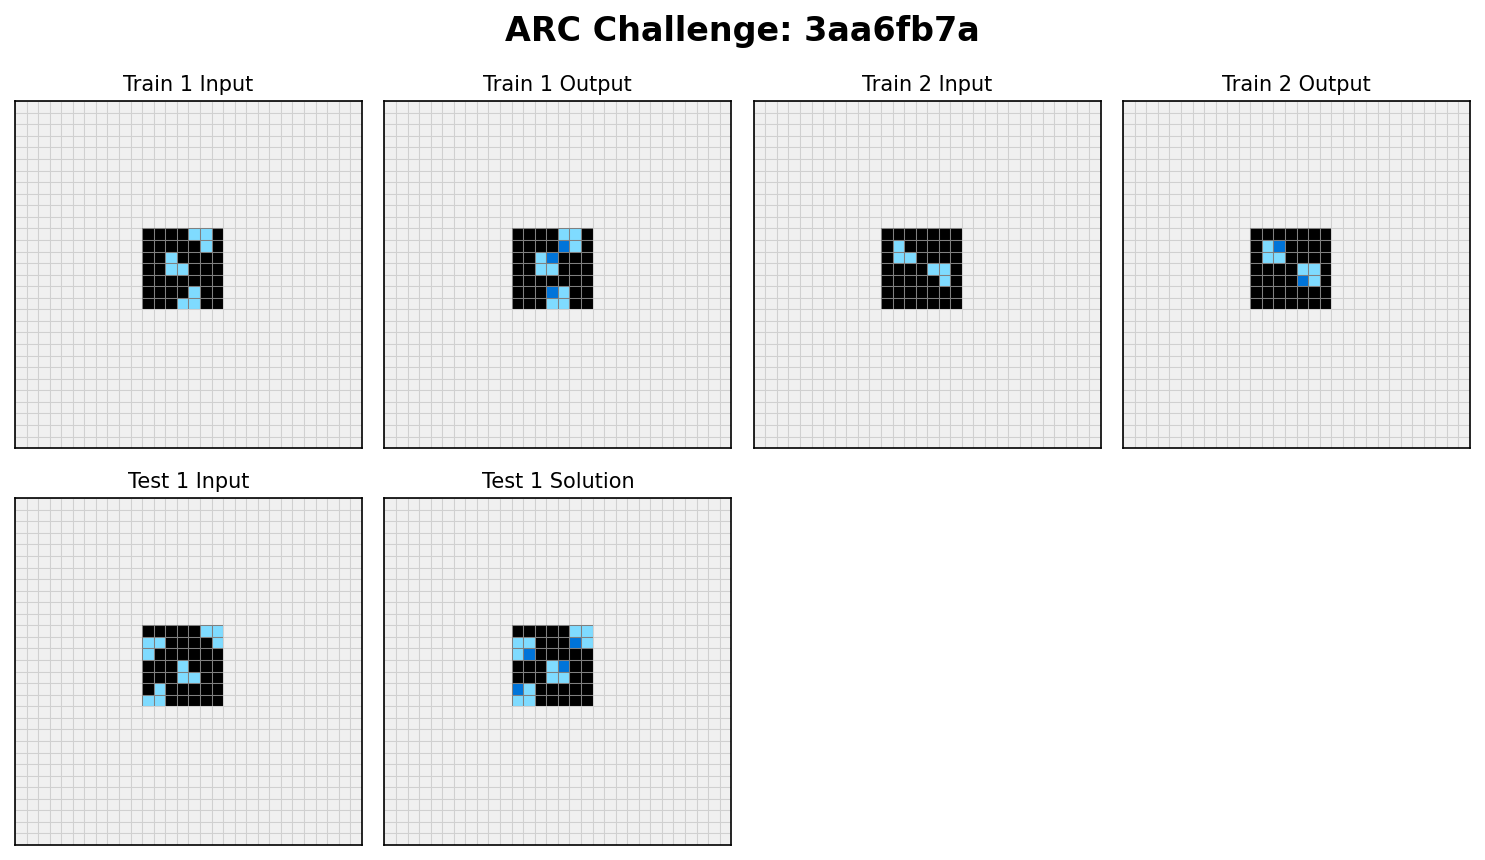 ARC Challenge: 3aa6fb7a
Train 1 Input
Train 1 Output
Train 2 Input
Train 2 Output
Test 1 Input
Test 1 Solution